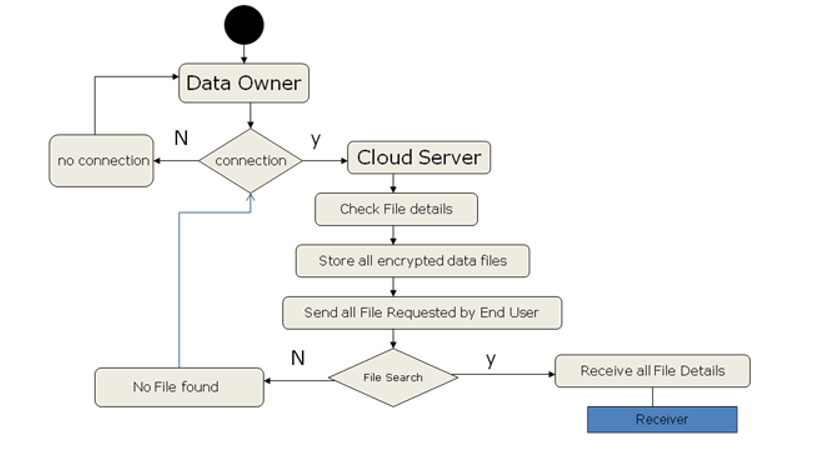 Data Owner
N
y
no connection
connection
Cloud Server
Check File details
Store all encrypted data files
Send all File Requested by End User
N
y
No File found
File Search
Receive all File Details
Receiver